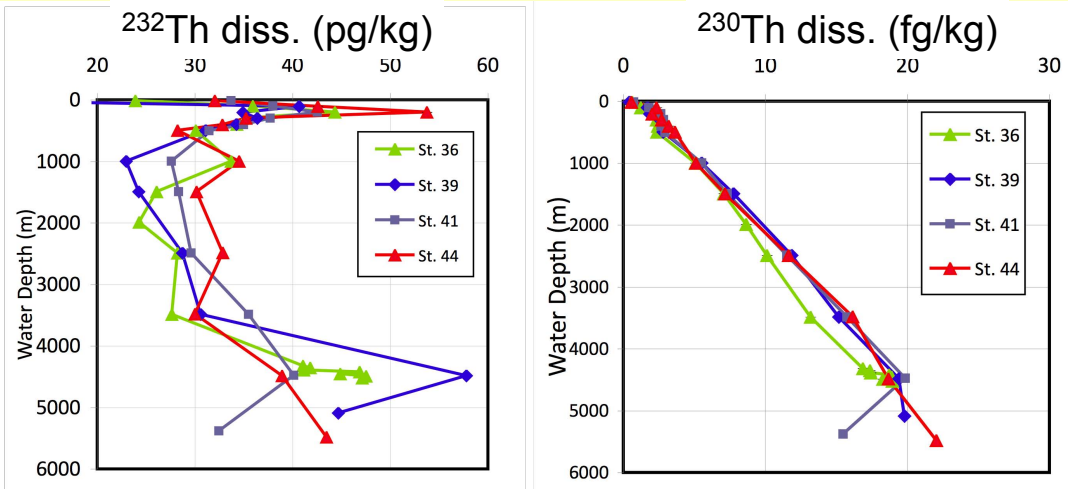 ²³²Th diss. (pg/kg)
20 30 40 50 60
0
1000
2000
3000
4000
5000
6000
Water Depth (m)
St. 36
St. 39
St. 41
St. 44
²³⁰Th diss. (fg/kg)
0 10 20 30
0
1000
2000
3000
4000
5000
6000
Water Depth (m)
St. 36
St. 39
St. 41
St. 44